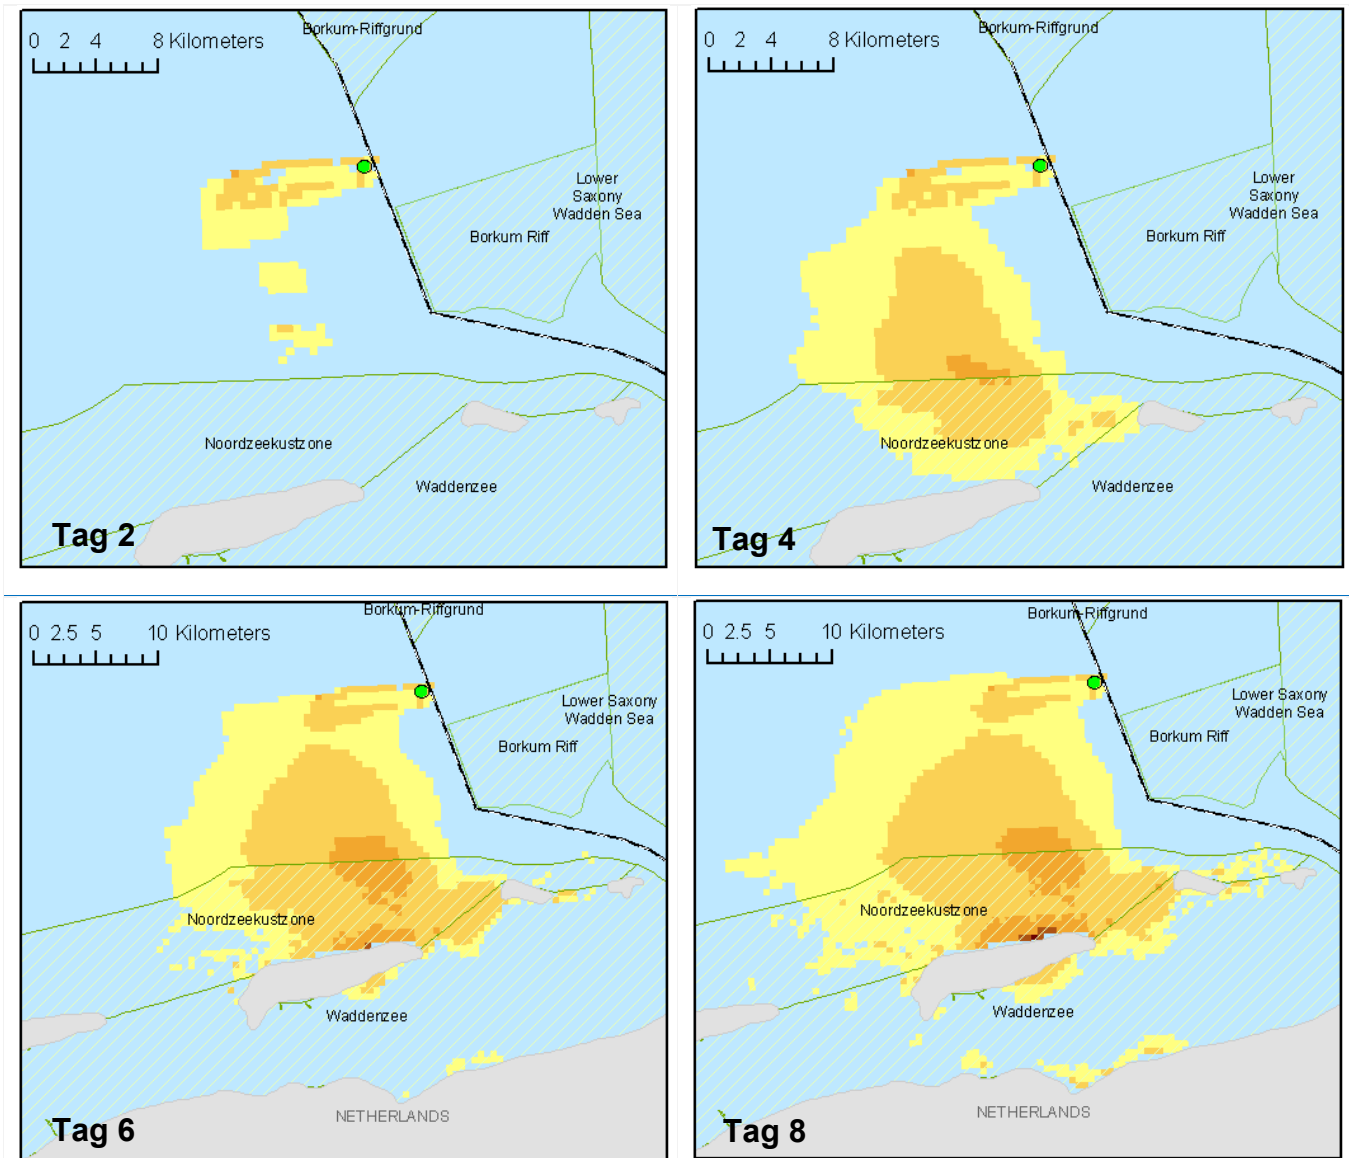 Borkum-Riffgrund
0 2 4 8 Kilometers
Lower
Saxony
Wadden Sea
Borkum Riff
Noordzeekustzone
Waddenzee
Tag 2
Borkum-Riffgrund
0 2 4 8 Kilometers
Lower
Saxony
Wadden Sea
Borkum Riff
Noordzeekustzone
Waddenzee
Tag 4
Borkum-Riffgrund
0 2.5 5 10 Kilometers
Lower Saxony
Wadden Sea
Borkum Riff
Noordzeekustzone
Waddenzee
NETHERLANDS
Tag 6
Borkum-Riffgrund
0 2.5 5 10 Kilometers
Lower Saxony
Wadden Sea
Borkum Riff
Noordzeekustzone
Waddenzee
NETHERLANDS
Tag 8